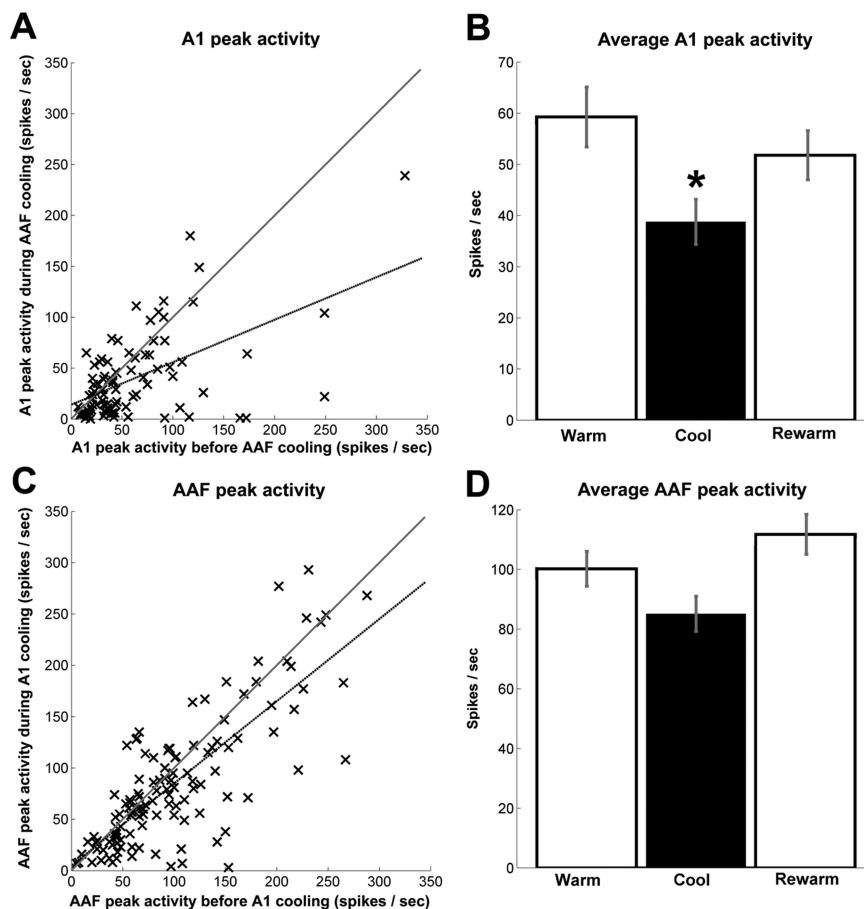 A
A1 peak activity
A1 peak activity during AAF cooling (spikes / sec)
350
300
250
200
150
100
50
0
0 50 100 150 200 250 300 350
A1 peak activity before AAF cooling (spikes / sec)
B
Average A1 peak activity
Spikes / sec
70
60
50
40
30
20
10
0
*
Warm Cool Rewarm
C
AAF peak activity
AAF peak activity during A1 cooling (spikes / sec)
350
300
250
200
150
100
50
0
0 50 100 150 200 250 300 350
AAF peak activity before A1 cooling (spikes / sec)
D
Average AAF peak activity
Spikes / sec
120
100
80
60
40
20
0
Warm Cool Rewarm